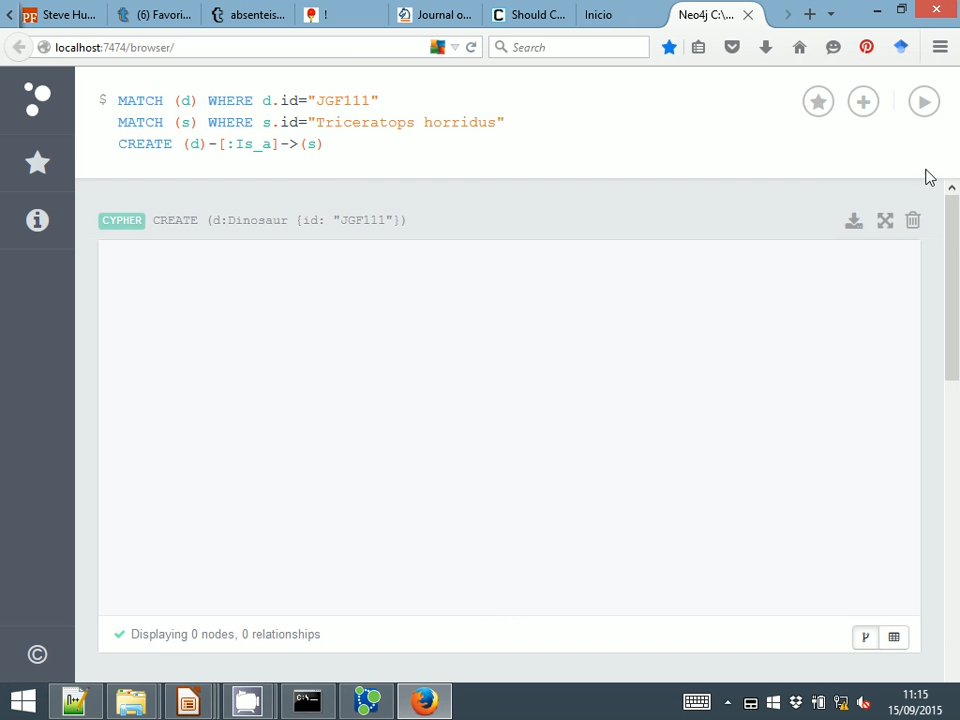 Steve Hu...
(6) Favori...
absenteis...
!
Journal o...
Should C...
Inicio
Neo4j C:\...
localhost:7474/browser/
Search
$ MATCH (d) WHERE d.id="JGF111"
MATCH (s) WHERE s.id="Triceratops horridus"
CREATE (d)-[:Is_a]->(s)
CYPHER CREATE (d:Dinosaur {id: "JGF111"})
Displaying 0 nodes, 0 relationships
11:15
15/09/2015